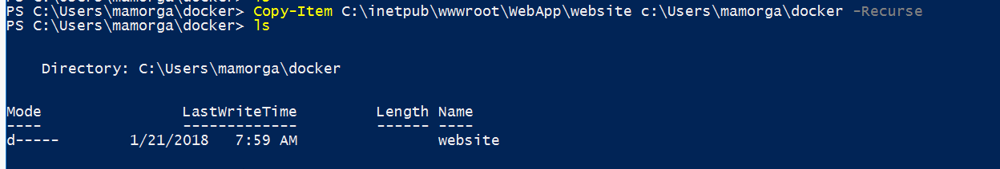 PS C:\Users\mamorga\docker> Copy-Item C:\inetpub\wwwroot\WebApp\website c:\Users\mamorga\docker -Recurse
PS C:\Users\mamorga\docker> ls
Directory: C:\Users\mamorga\docker
Mode LastWriteTime Length Name
---- ------------- ------ ----
d----- 1/21/2018 7:59 AM website